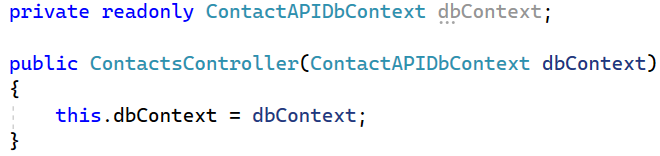 private readonly ContactAPIDbContext dbContext;
public ContactsController(ContactAPIDbContext dbContext)
{
this.dbContext = dbContext;
}